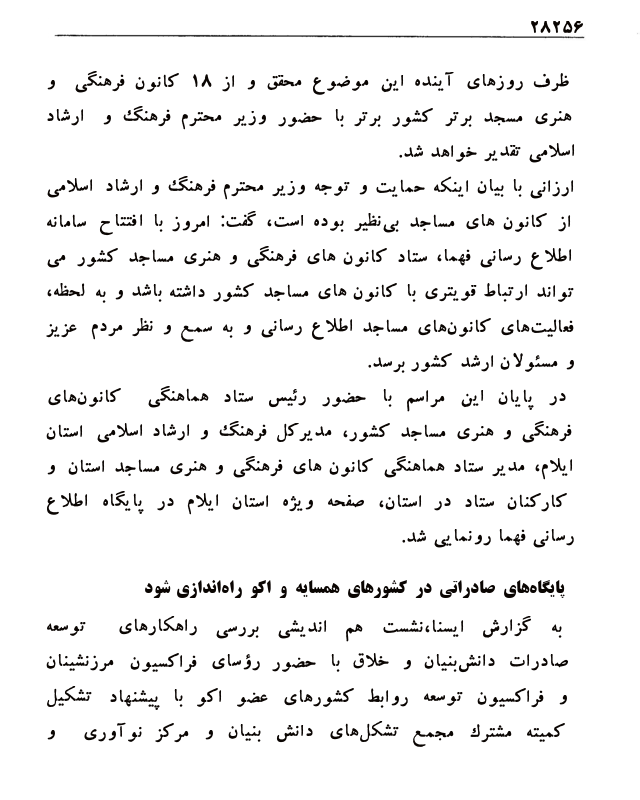 ۲۸۲۵۶
ظرف روزهای آینده این موضوع محقق و از ۱۸ کانون فرهنگی و
هنری مسجد برتر کشور برتر با حضور وزیر محترم فرهنگ و ارشاد
اسلامی تقدیر خواهد شد.
ارزانی با بیان اینکه حمایت و توجه وزیر محترم فرهنگ و ارشاد اسلامی
از کانون های مساجد بی‌نظیر بوده است، گفت: امروز با افتتاح سامانه
اطلاع رسانی فهما، ستاد کانون های فرهنگی و هنری مساجد کشور می
تواند ارتباط قویتری با کانون های مساجد کشور داشته باشد و به لحظه،
فعالیت‌های کانون‌های مساجد اطلاع رسانی و به سمع و نظر مردم عزیز
و مسئولان ارشد کشور برسد.
در پایان این مراسم با حضور رئیس ستاد هماهنگی کانون‌های
فرهنگی و هنری مساجد کشور، مدیرکل فرهنگ و ارشاد اسلامی استان
ایلام، مدیر ستاد هماهنگی کانون های فرهنگی و هنری مساجد استان و
کارکنان ستاد در استان، صفحه ویژه استان ایلام در پایگاه اطلاع
رسانی فهما رونمایی شد.
پایگاه‌های صادراتی در کشورهای همسایه و اکو راه‌اندازی شود
به گزارش ایسنا،نشست هم اندیشی بررسی راهکارهای توسعه
صادرات دانش‌بنیان و خلاق با حضور رؤسای فراکسیون مرزنشینان
و فراکسیون توسعه روابط کشورهای عضو اکو با پیشنهاد تشکیل
کمیته مشترک مجمع تشکل‌های دانش بنیان و مرکز نوآوری و